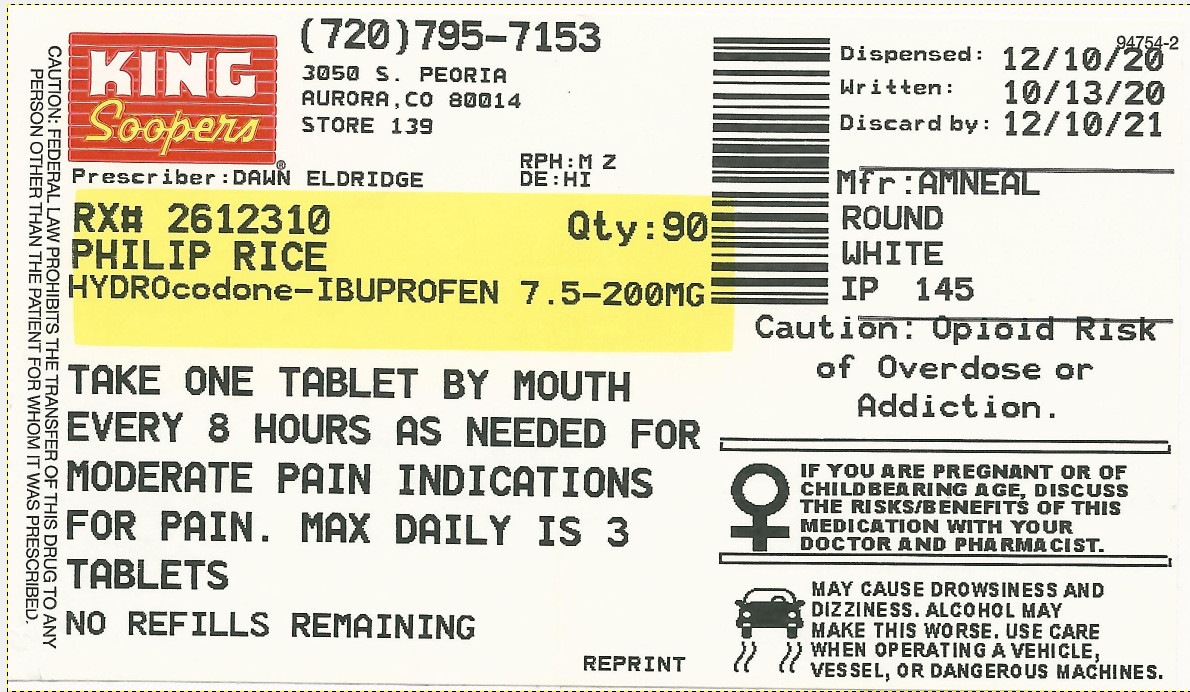 CAUTION: FEDERAL LAW PROHIBITS THE TRANSFER OF THIS DRUG TO ANY
PERSON OTHER THAN THE PATIENT FOR WHOM IT WAS PRESCRIBED.
KING
Soopers
®
(720)795-7153
3050 S. PEORIA
AURORA,CO 80014
STORE 139
RPH:M Z
Prescriber:DAWN ELDRIDGE
DE:HI
RX# 2612310 Qty:90
PHILIP RICE
HYDROcodone-IBUPROFEN 7.5-200MG
TAKE ONE TABLET BY MOUTH
EVERY 8 HOURS AS NEEDED FOR
MODERATE PAIN INDICATIONS
FOR PAIN. MAX DAILY IS 3
TABLETS
NO REFILLS REMAINING
REPRINT
94754-2
Dispensed: 12/10/20
Written: 10/13/20
Discard by: 12/10/21
Mfr:AMNEAL
ROUND
WHITE
IP 145
Caution: Opioid Risk
of Overdose or
Addiction.
IF YOU ARE PREGNANT OR OF
CHILDBEARING AGE, DISCUSS
THE RISKS/BENEFITS OF THIS
MEDICATION WITH YOUR
DOCTOR AND PHARMACIST.
MAY CAUSE DROWSINESS AND
DIZZINESS. ALCOHOL MAY
MAKE THIS WORSE. USE CARE
WHEN OPERATING A VEHICLE,
VESSEL, OR DANGEROUS MACHINES.